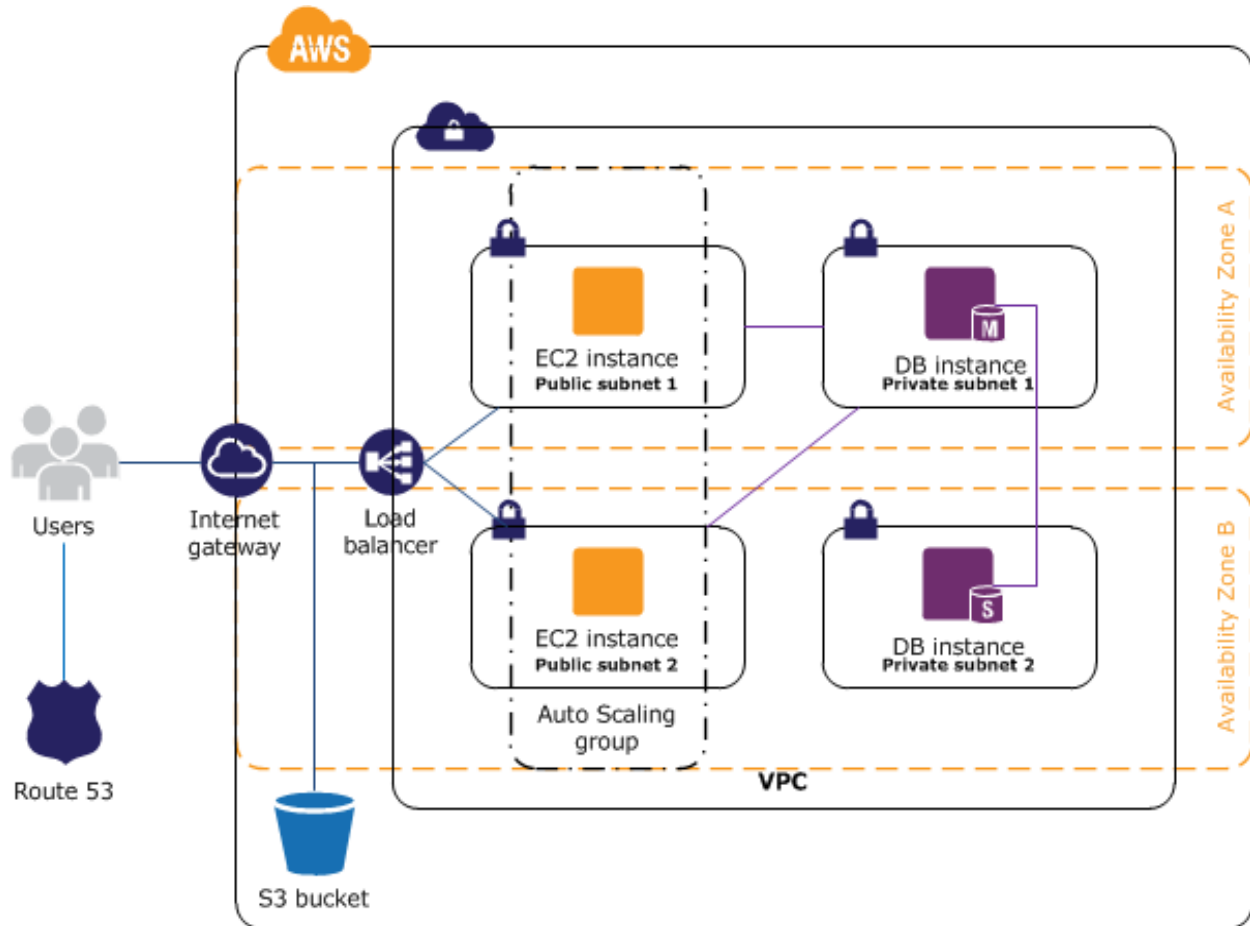 AWS
Availability Zone A
EC2 instance
Public subnet 1
M
DB instance
Private subnet 1
Users
Internet
gateway
Load
balancer
EC2 instance
Public subnet 2
S
DB instance
Private subnet 2
Availability Zone B
Auto Scaling
group
VPC
Route 53
S3 bucket